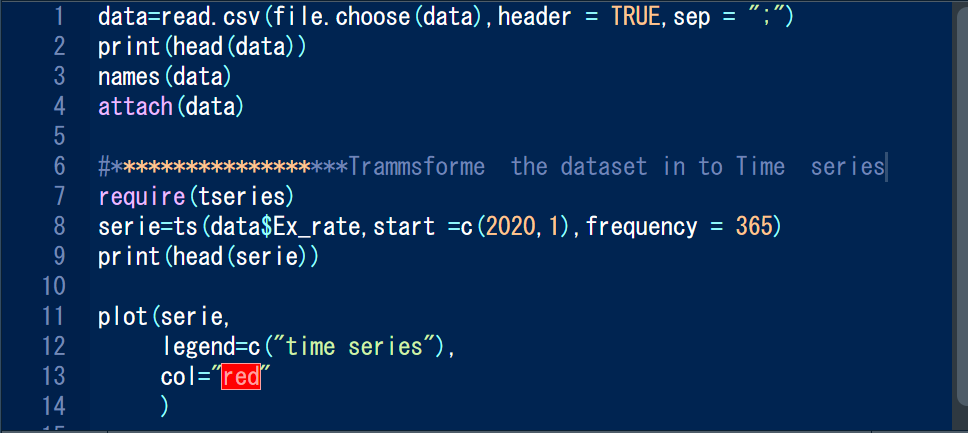 1 data=read.csv(file.choose(data),header = TRUE,sep = ";")
2 print(head(data))
3 names(data)
4 attach(data)
5
6 #*******************Trammsforme  the dataset in to Time  series
7 require(tseries)
8 serie=ts(data$Ex_rate,start =c(2020,1),frequency = 365)
9 print(head(serie))
10
11 plot(serie,
12      legend=c("time series"),
13      col="red"
14      )